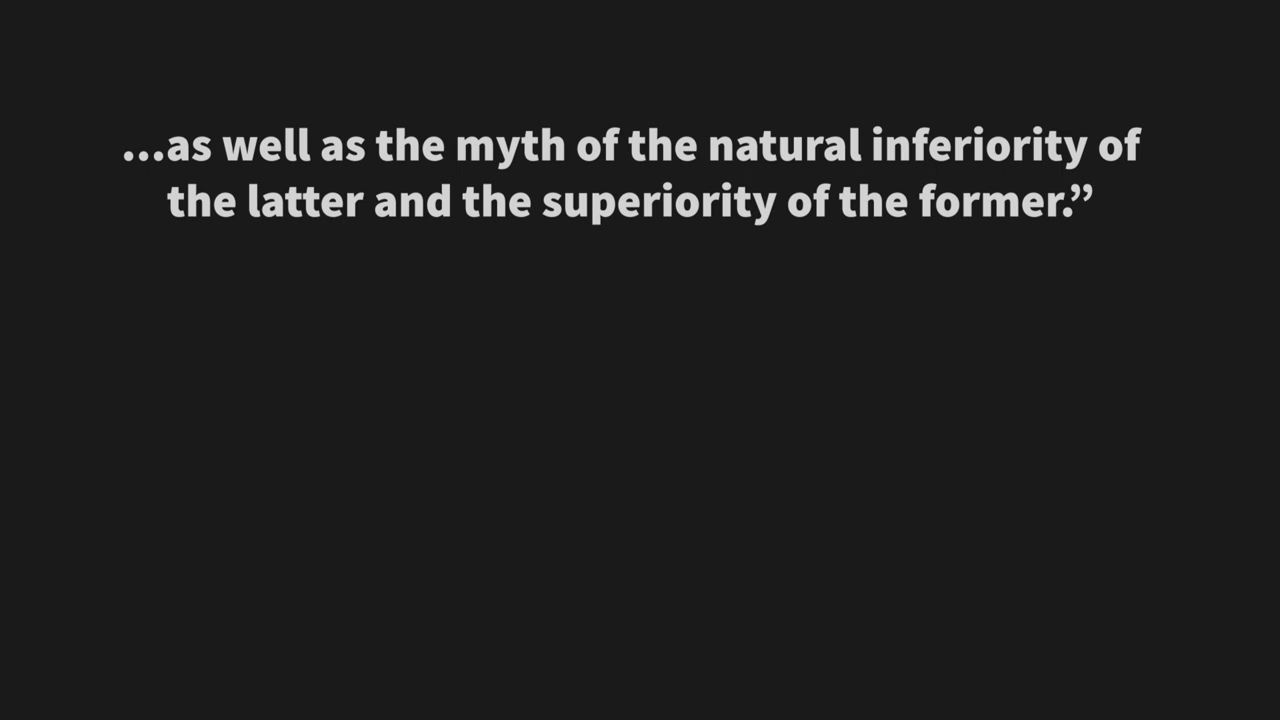 ...as well as the myth of the natural inferiority of
the latter and the superiority of the former.”